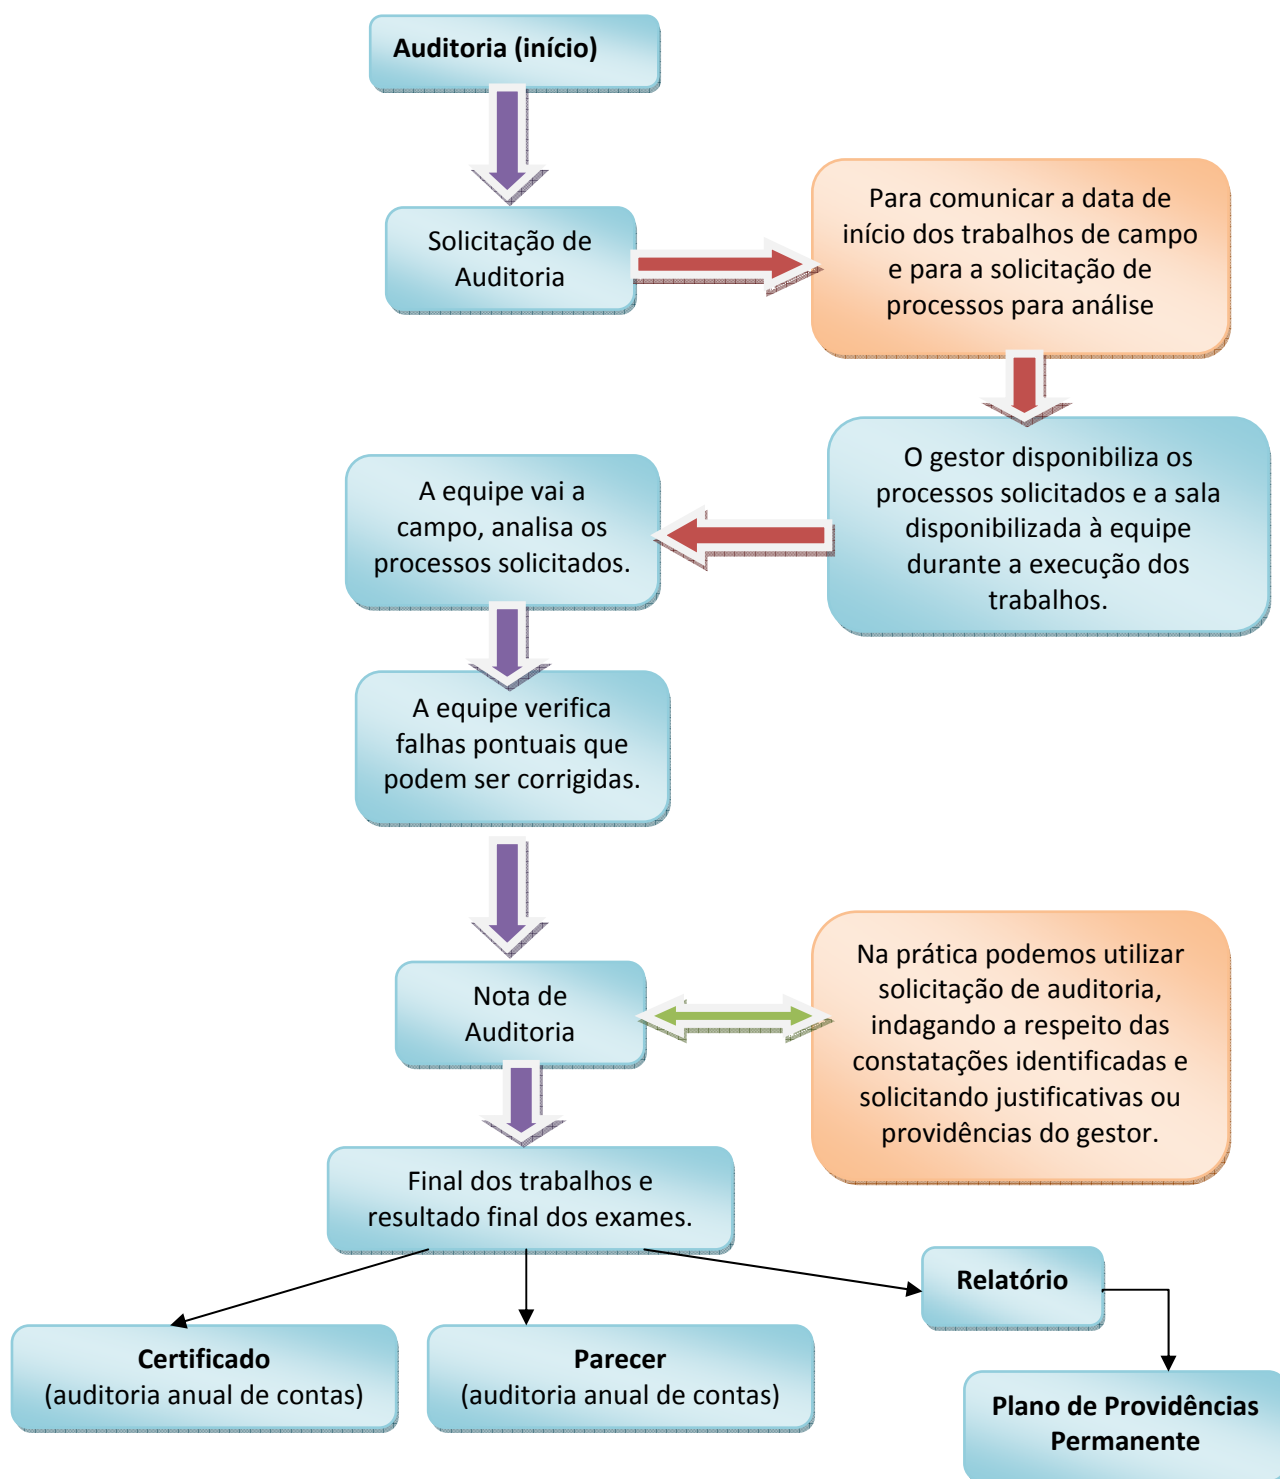 Auditoria (início)
Solicitação de
Auditoria
Para comunicar a data de
início dos trabalhos de campo
e para a solicitação de
processos para análise
O gestor disponibiliza os
processos solicitados e a sala
disponibilizada à equipe
durante a execução dos
trabalhos.
A equipe vai a
campo, analisa os
processos solicitados.
A equipe verifica
falhas pontuais que
podem ser corrigidas.
Nota de
Auditoria
Na prática podemos utilizar
solicitação de auditoria,
indagando a respeito das
constatações identificadas e
solicitando justificativas ou
providências do gestor.
Final dos trabalhos e
resultado final dos exames.
Certificado
(auditoria anual de contas)
Parecer
(auditoria anual de contas)
Relatório
Plano de Providências
Permanente